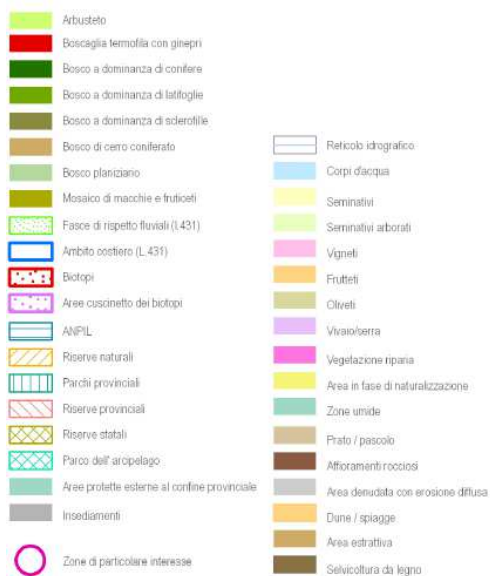 Arbusteto
Boscaglia termofila con ginepri
Bosco a dominanza di conifere
Bosco a dominanza di latifoglie
Bosco a dominanza di sclerofille
Bosco di cerro coniferato
Bosco planiziano
Mosaico di macchie e fruticeti
Fasce di rispetto fluviali (l.431)
Ambito costiero (L.431)
Biotopi
Aree cuscinetto dei biotopi
ANPIL
Riserve naturali
Parchi provinciali
Riserve provinciali
Riserve statali
Parco dell' arcipelago
Aree protette esterne al confine provinciale
Insediamenti
Zone di particolare interesse
Reticolo idrografico
Corpi d'acqua
Seminativi
Seminativi arborati
Vigneti
Frutteti
Oliveti
Vivaio/serra
Vegetazione riparia
Area in fase di naturalizzazione
Zone umide
Prato / pascolo
Affioramenti rocciosi
Area denudata con erosione diffusa
Dune / spiagge
Area estrattiva
Selvicoltura da legno